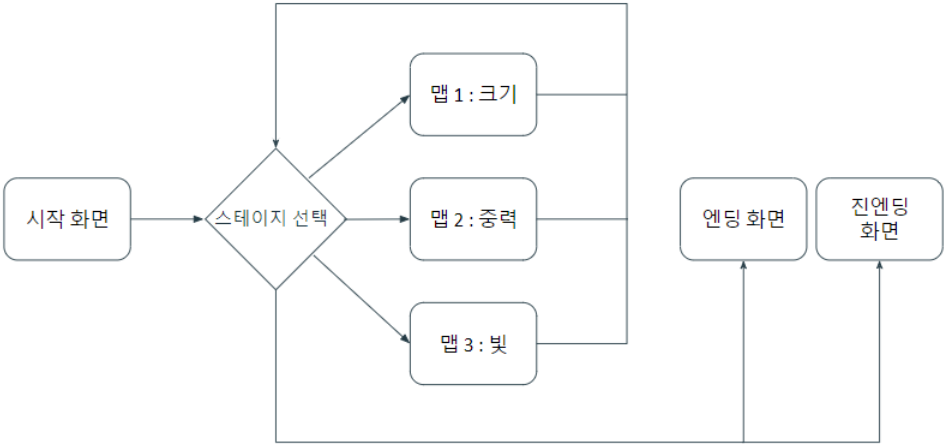 시작 화면
스테이지 선택
맵 1 : 크기
맵 2 : 중력
맵 3 : 빛
엔딩 화면
진엔딩
화면